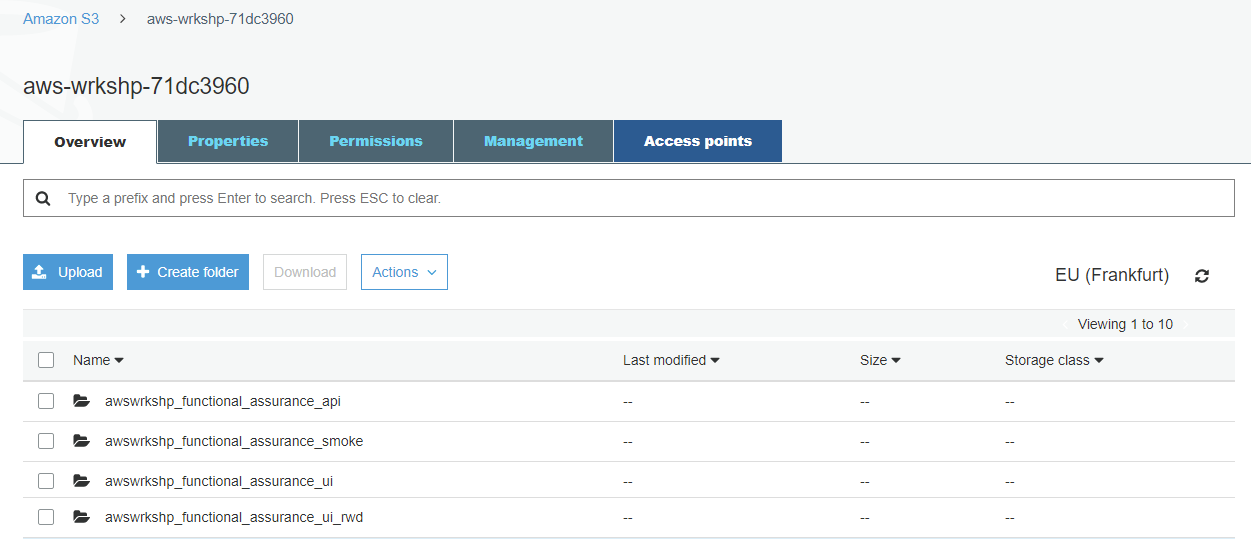 Amazon S3 > aws-wrkshp-71dc3960
aws-wrkshp-71dc3960
Overview Properties Permissions Management Access points
Type a prefix and press Enter to search. Press ESC to clear.
Upload Create folder Download Actions EU (Frankfurt)
Viewing 1 to 10
Name Last modified Size Storage class
awswrkshp_functional_assurance_api -- -- --
awswrkshp_functional_assurance_smoke -- -- --
awswrkshp_functional_assurance_ui -- -- --
awswrkshp_functional_assurance_ui_rwd -- -- --